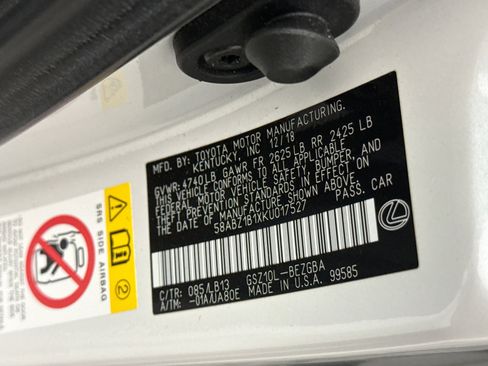 MFD. BY: TOYOTA MOTOR MANUFACTURING,
KENTUCKY, INC 12/18
GVWR: 4740LB GAWR FR 2625 LB RR 2425 LB
THIS VEHICLE CONFORMS TO ALL APPLICABLE
FEDERAL MOTOR VEHICLE SAFETY, BUMPER, AND
THEFT PREVENTION STANDARDS IN EFFECT ON
THE DATE OF MANUFACTURE SHOWN ABOVE.
58ABZ1B1XKU017527 PASS. CAR
C/TR: 085/LB13 GSZ10L-BEZGBA
A/TM: -01A/UA80E MADE IN U.S.A. 99585
SRS SIDE AIRBAG
2